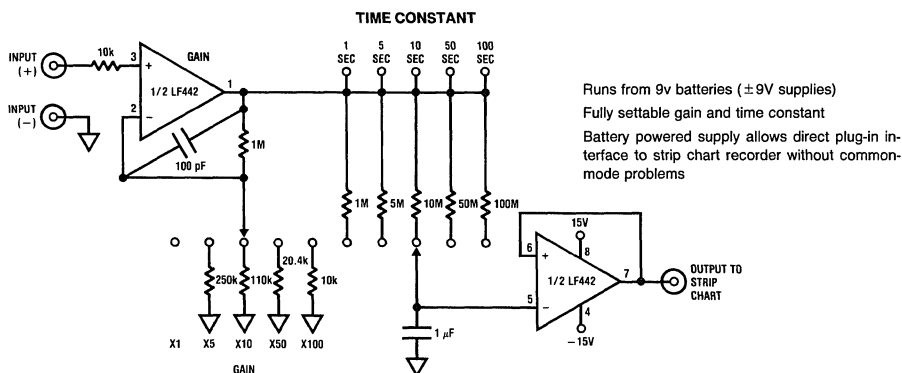 TIME CONSTANT
1 SEC
5 SEC
10 SEC
50 SEC
100 SEC
INPUT (+)
10k
3
+
GAIN
1/2 LF442
1
2
−
INPUT (−)
100 pF
1M
1M
5M
10M
50M
100M
250k
110k
20.4k
10k
X1
X5
X10
X50
X100
GAIN
1 μF
6
+
15V
8
1/2 LF442
7
5
−
4
−15V
OUTPUT TO
STRIP
CHART
Runs from 9v batteries (±9V supplies)
Fully settable gain and time constant
Battery powered supply allows direct plug-in in-
terface to strip chart recorder without common-
mode problems